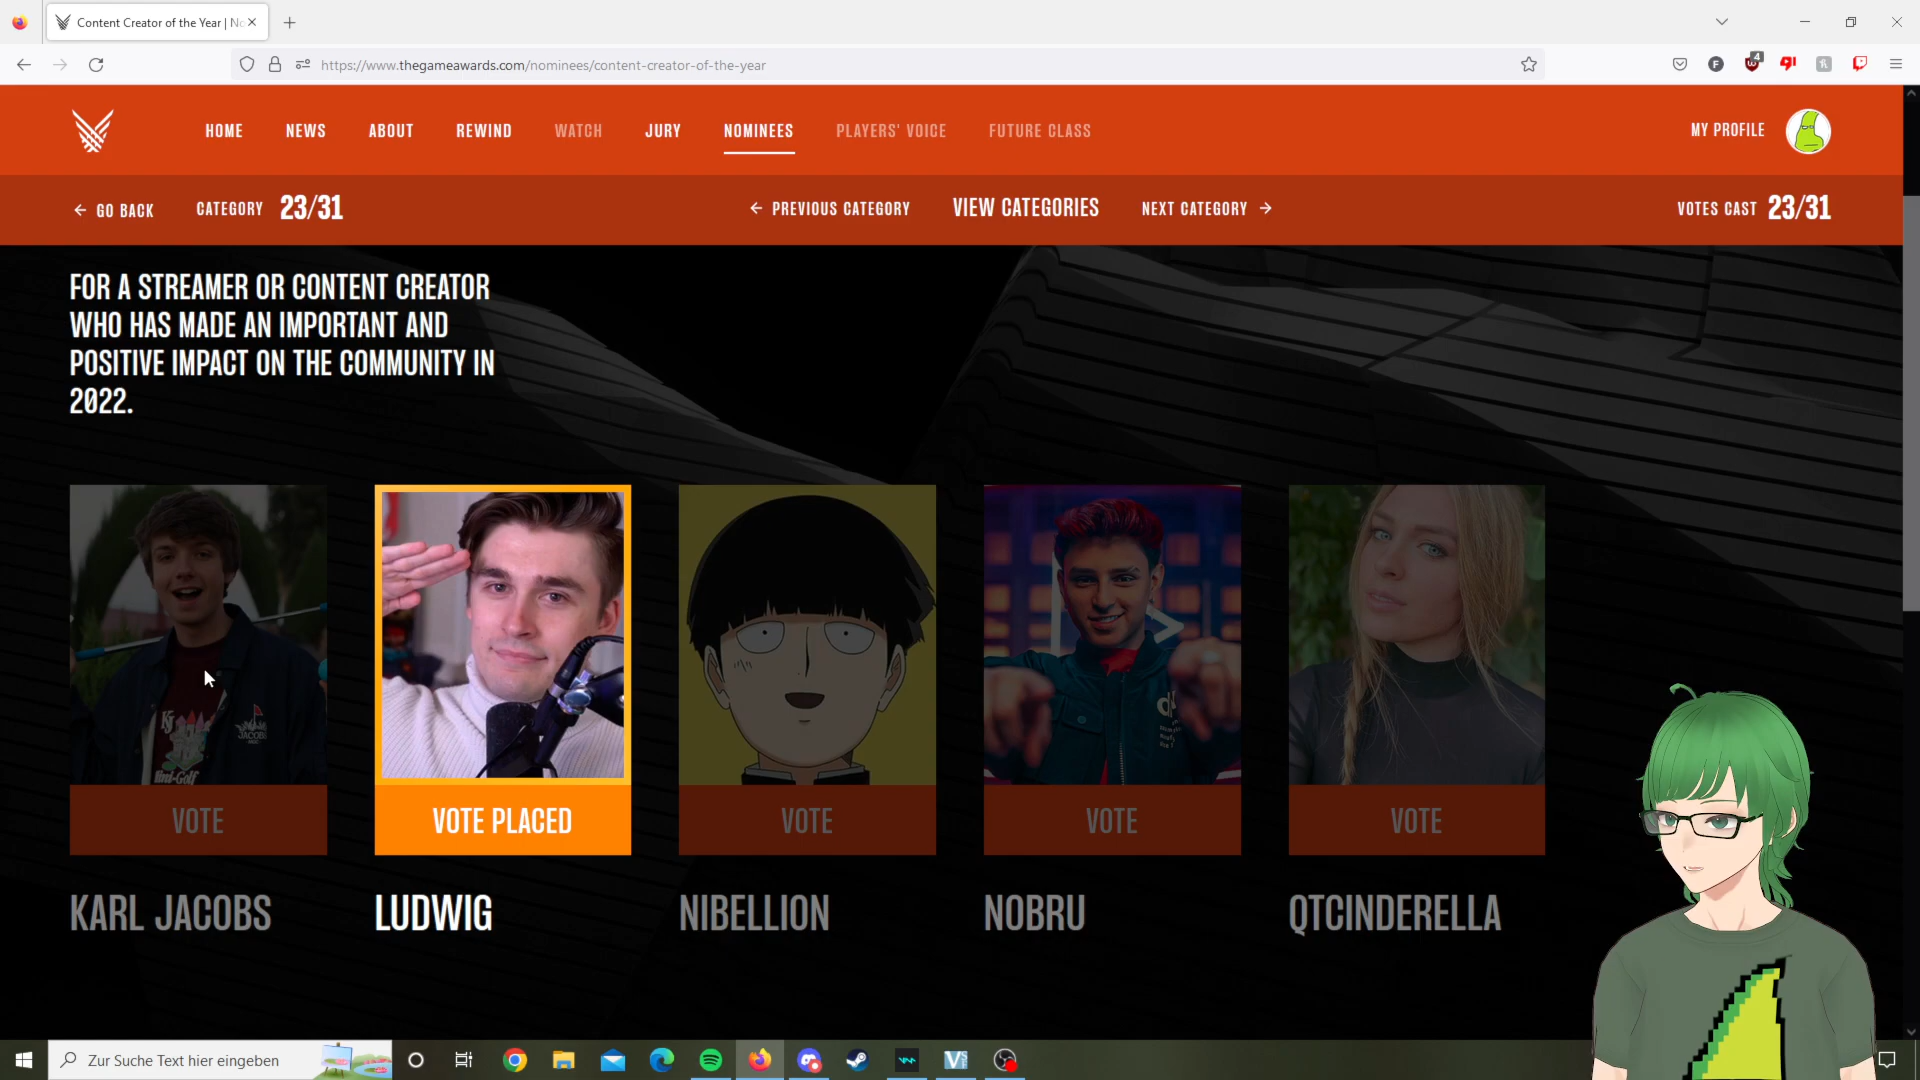 Content Creator of the Year | No
https://www.thegameawards.com/nominees/content-creator-of-the-year
4
HOME
NEWS
ABOUT
REWIND
WATCH
JURY
NOMINEES
PLAYERS' VOICE
FUTURE CLASS
MY PROFILE
← GO BACK
CATEGORY 23/31
← PREVIOUS CATEGORY
VIEW CATEGORIES
NEXT CATEGORY →
VOTES CAST 23/31
FOR A STREAMER OR CONTENT CREATOR
WHO HAS MADE AN IMPORTANT AND
POSITIVE IMPACT ON THE COMMUNITY IN
2022.
VOTE
VOTE PLACED
VOTE
VOTE
VOTE
KARL JACOBS
LUDWIG
NIBELLION
NOBRU
QTCINDERELLA
Zur Suche Text hier eingeben